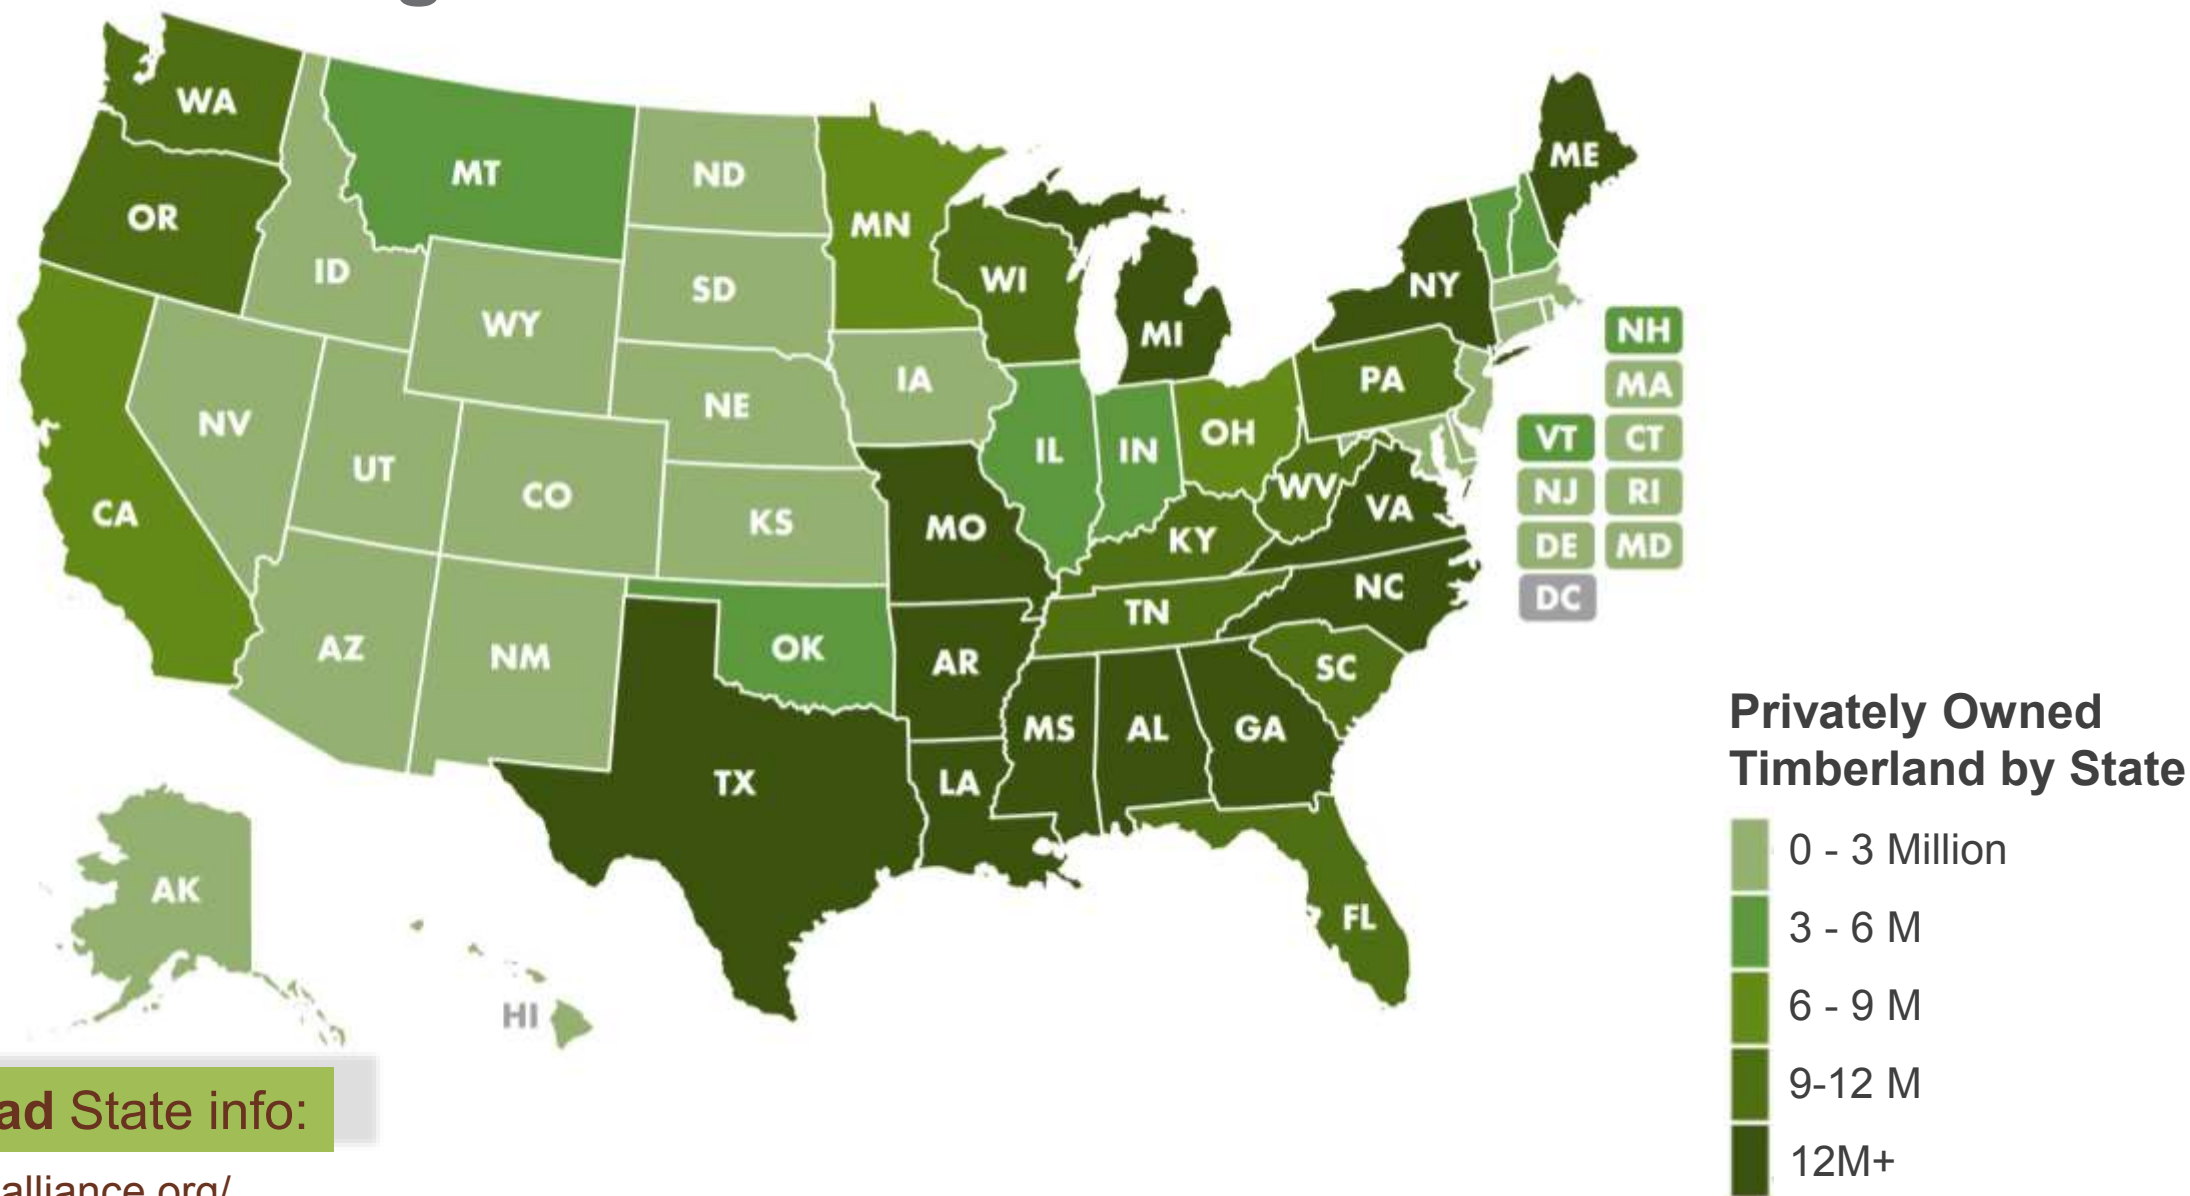 WA
MT
ND
MN
ME
OR
ID
SD
WI
NY
WY
MI
NH
IA
PA
MA
NV
NE
OH
VT
CT
UT
IL
IN
CO
WV
NJ
RI
CA
KS
MO
VA
KY
DE
MD
NC
DC
TN
AZ
NM
OK
AR
SC
MS
AL
GA
TX
LA
Privately Owned
Timberland by State
0 - 3 Million
AK
FL
3 - 6 M
HI
6 - 9 M
9-12 M
12M+
ad State info:
alliance.org/